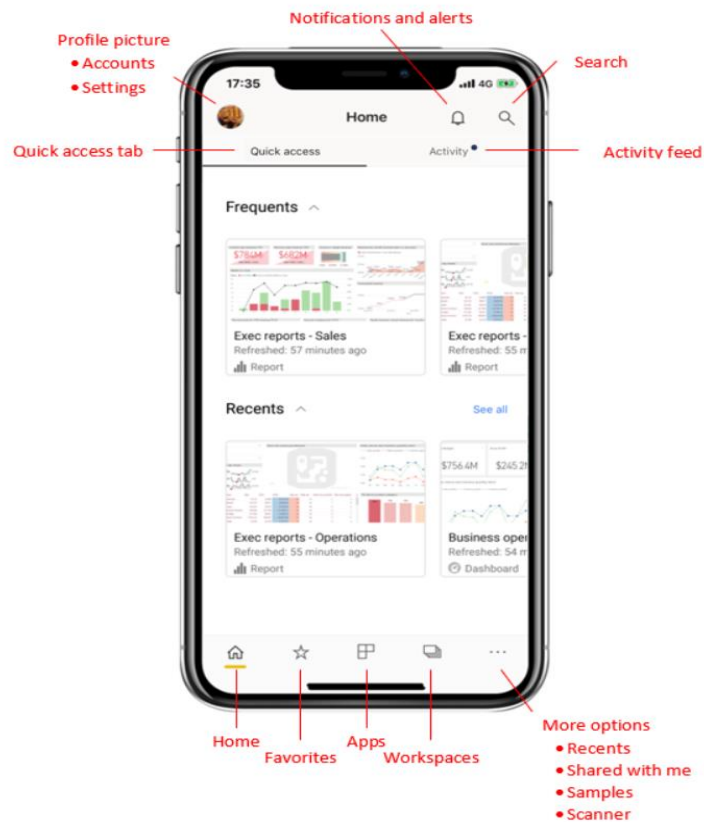 Notifications and alerts
Profile picture
• Accounts
• Settings
Search
17:35
4G
Home
Quick access tab
Quick access
Activity
Activity feed
Frequents
$784M
$682M
Exec reports - Sales
Refreshed: 57 minutes ago
Report
Exec reports -
Refreshed: 55 m
Report
Recents
See all
$756.4M
$245.2
Exec reports - Operations
Refreshed: 55 minutes ago
Report
Business oper
Refreshed: 54 m
Dashboard
Home
Favorites
Apps
Workspaces
More options
• Recents
• Shared with me
• Samples
• Scanner